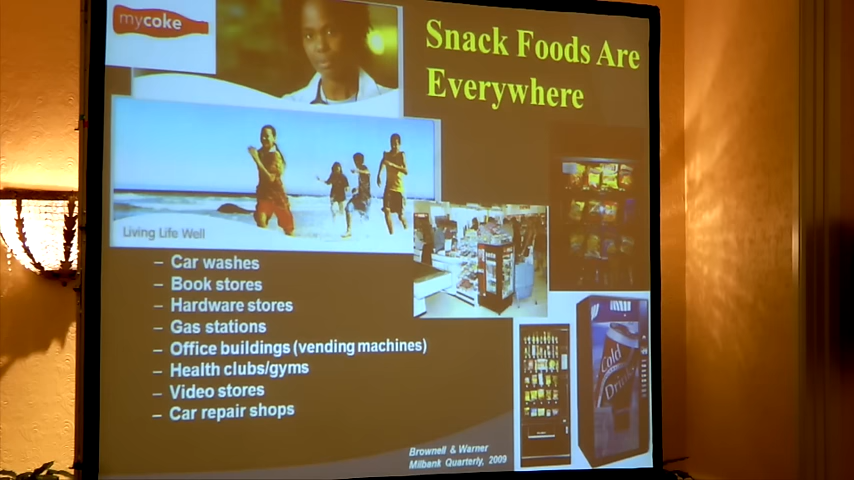 mycoke
Snack Foods Are
Everywhere
Living Life Well
– Car washes
– Book stores
– Hardware stores
– Gas stations
– Office buildings (vending machines)
– Health clubs/gyms
– Video stores
– Car repair shops
Cold
Drinks
Brownell & Warner
Milbank Quarterly, 2009